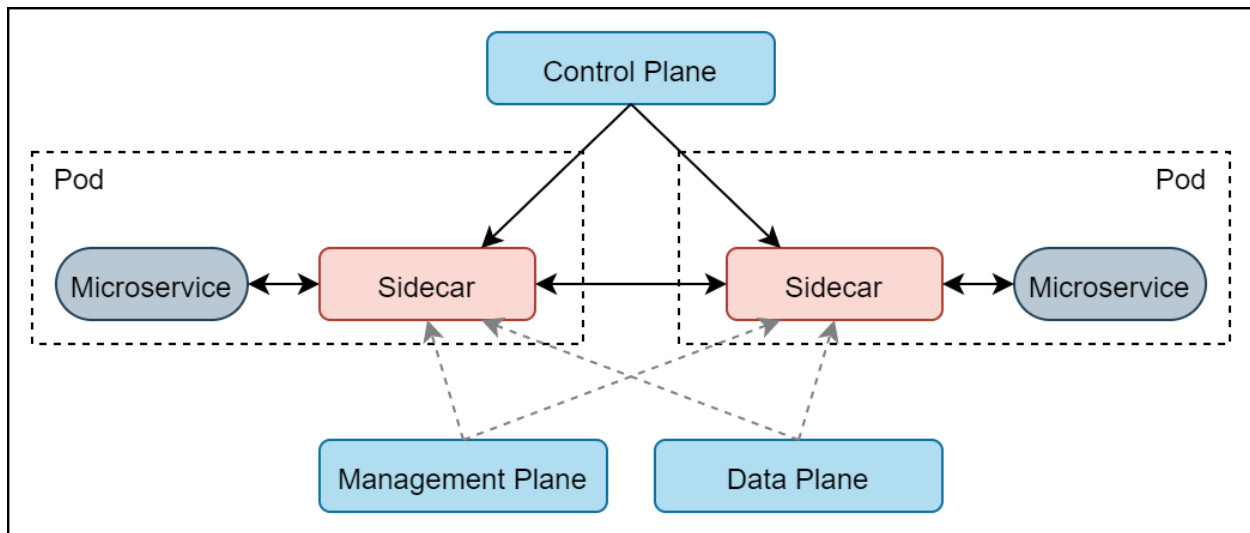 Control Plane
Pod
Pod
Microservice
Sidecar
Sidecar
Microservice
Management Plane
Data Plane